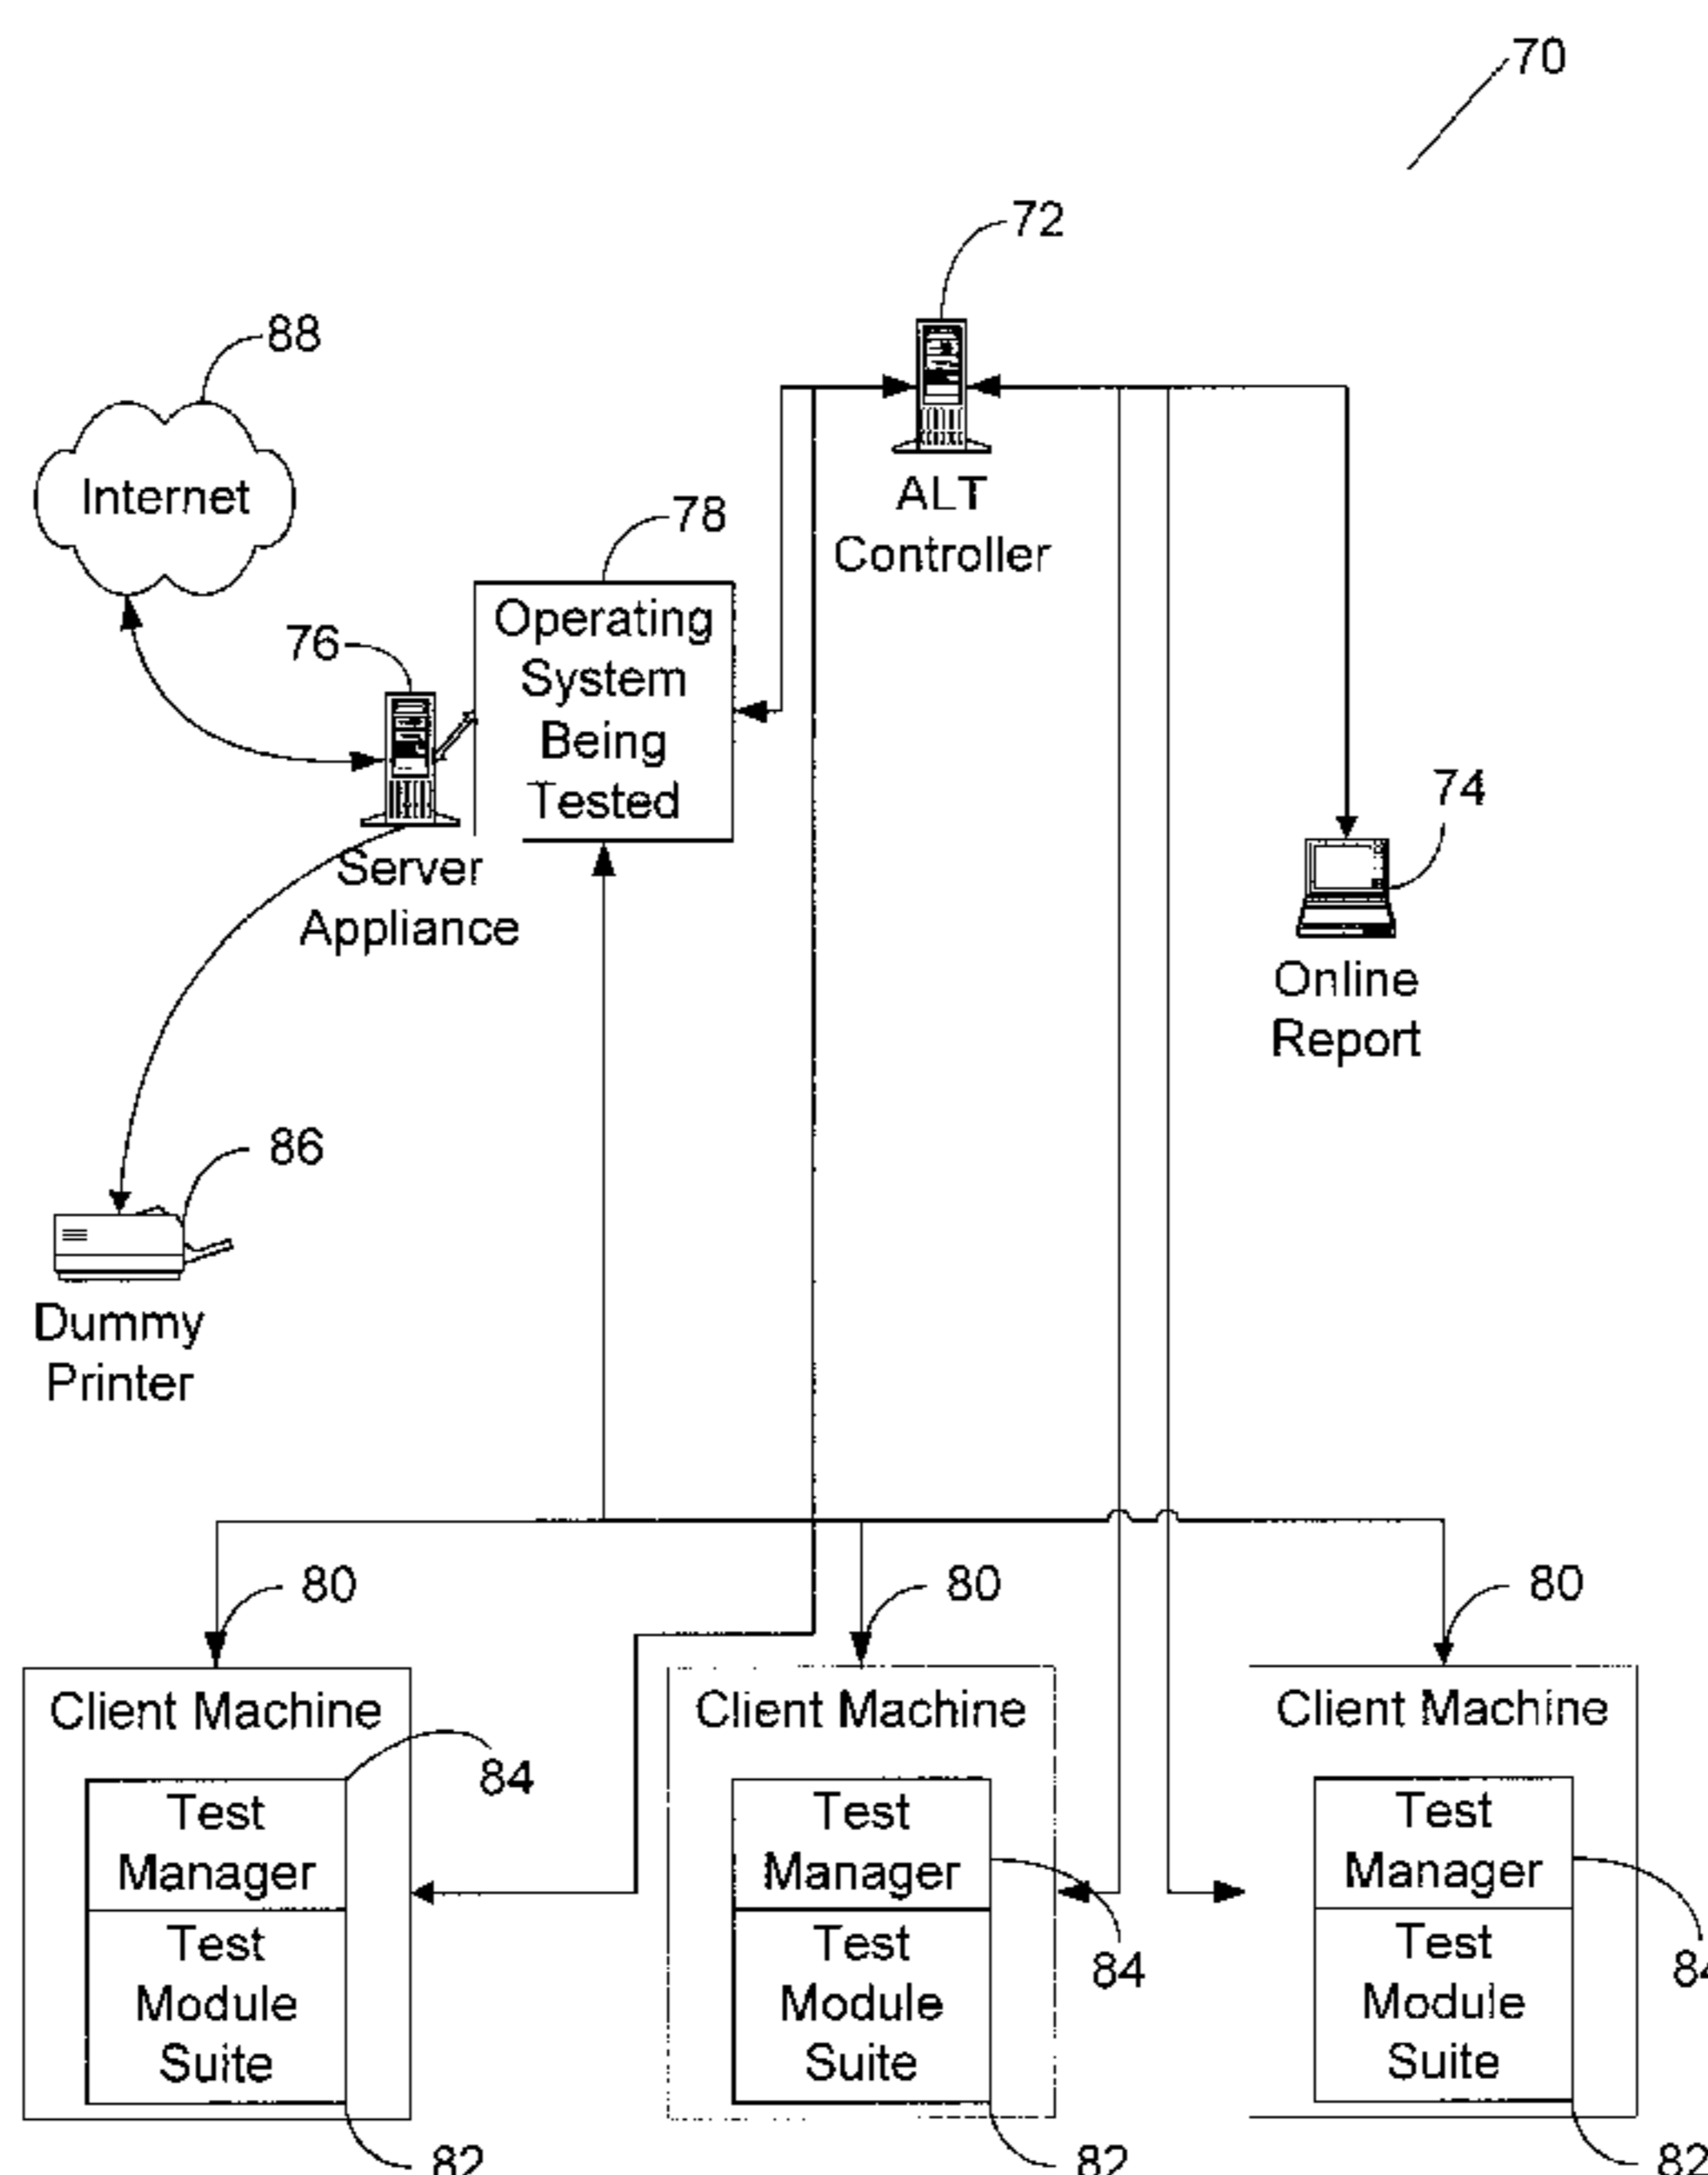 70
72
88
Internet
ALT
Controller
78
Operating
System
Being
Tested
76
Server
Appliance
74
Online
Report
86
Dummy
Printer
80
80
80
Client Machine
Client Machine
Client Machine
84
Test
Manager
Test
Module
Suite
Test
Manager
Test
Module
Suite
84
Test
Manager
Test
Module
Suite
84
82
82
82